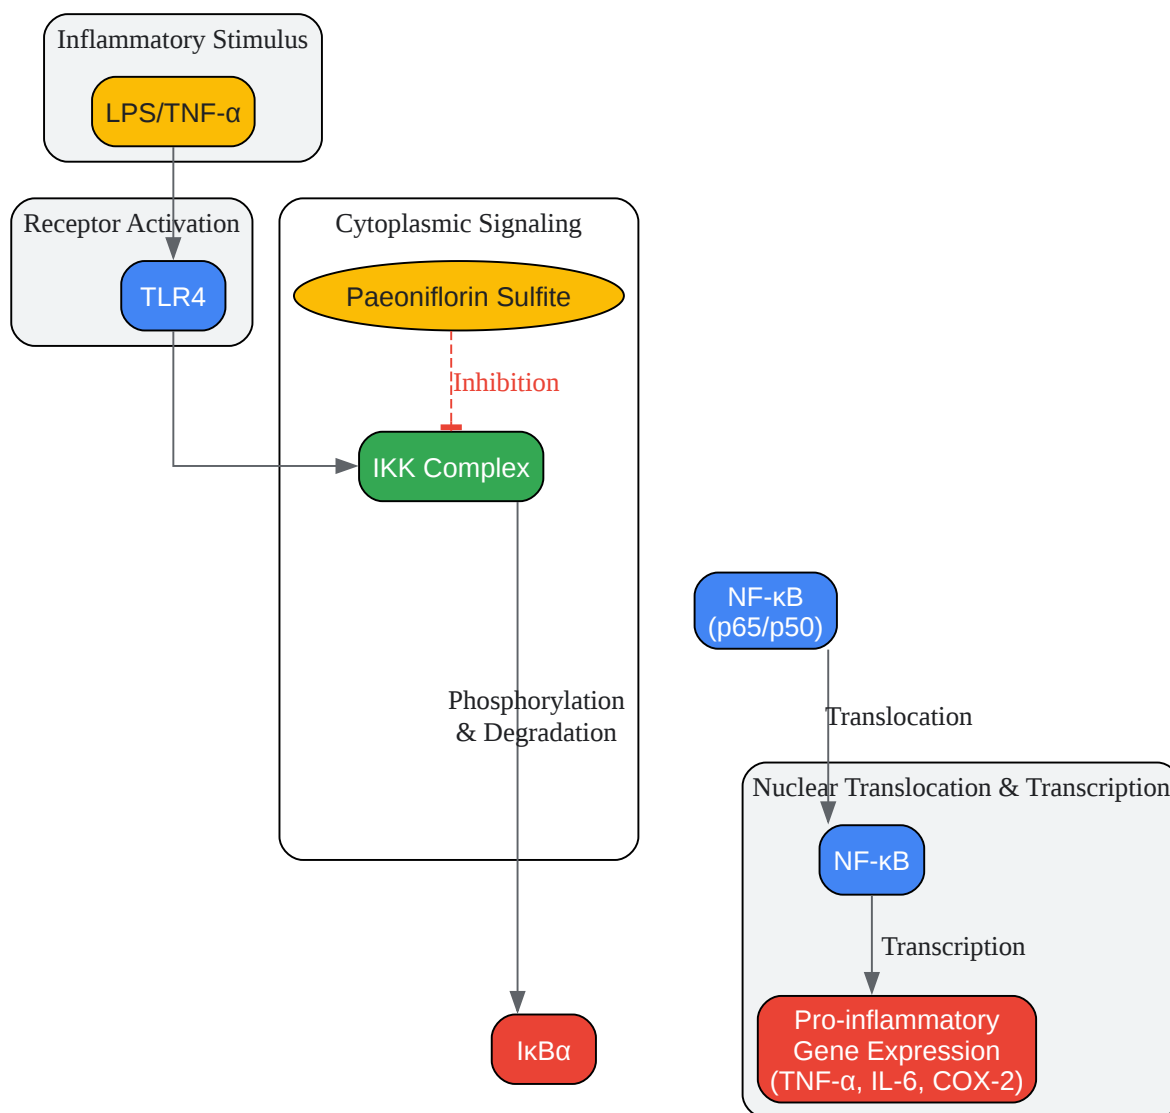 Inflammatory Stimulus
LPS/TNF-α
Receptor Activation
TLR4
Cytoplasmic Signaling
Paeoniflorin Sulfite
Inhibition
IKK Complex
Phosphorylation
& Degradation
IκBα
NF-κB
(p65/p50)
Translocation
Nuclear Translocation & Transcription
NF-κB
Transcription
Pro-inflammatory
Gene Expression
(TNF-α, IL-6, COX-2)